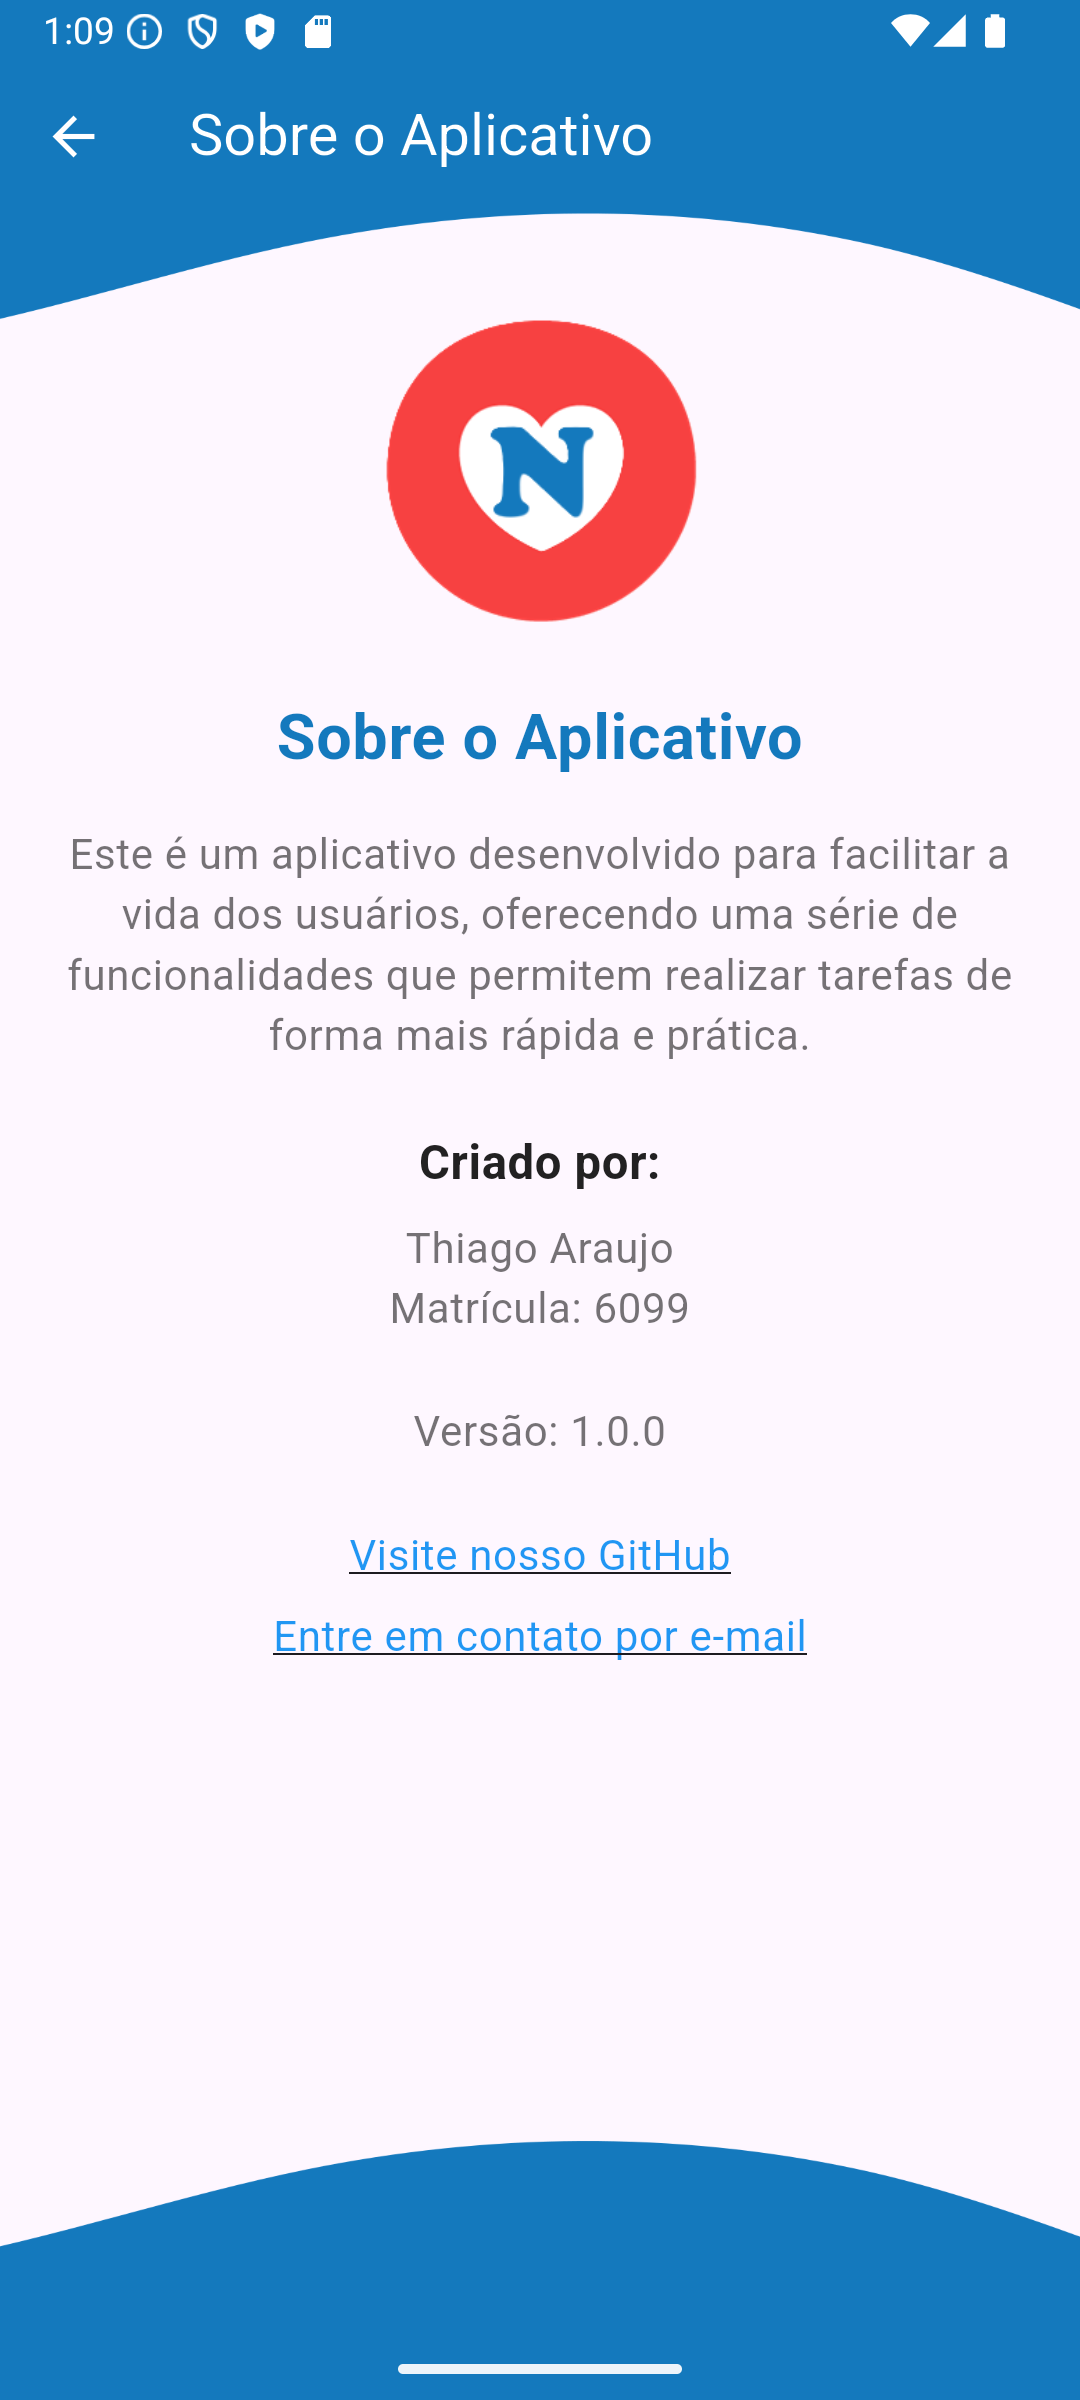 1:09
Sobre o Aplicativo
N
Sobre o Aplicativo
Este é um aplicativo desenvolvido para facilitar a
vida dos usuários, oferecendo uma série de
funcionalidades que permitem realizar tarefas de
forma mais rápida e prática.
Criado por:
Thiago Araujo
Matrícula: 6099
Versão: 1.0.0
Visite nosso GitHub
Entre em contato por e-mail